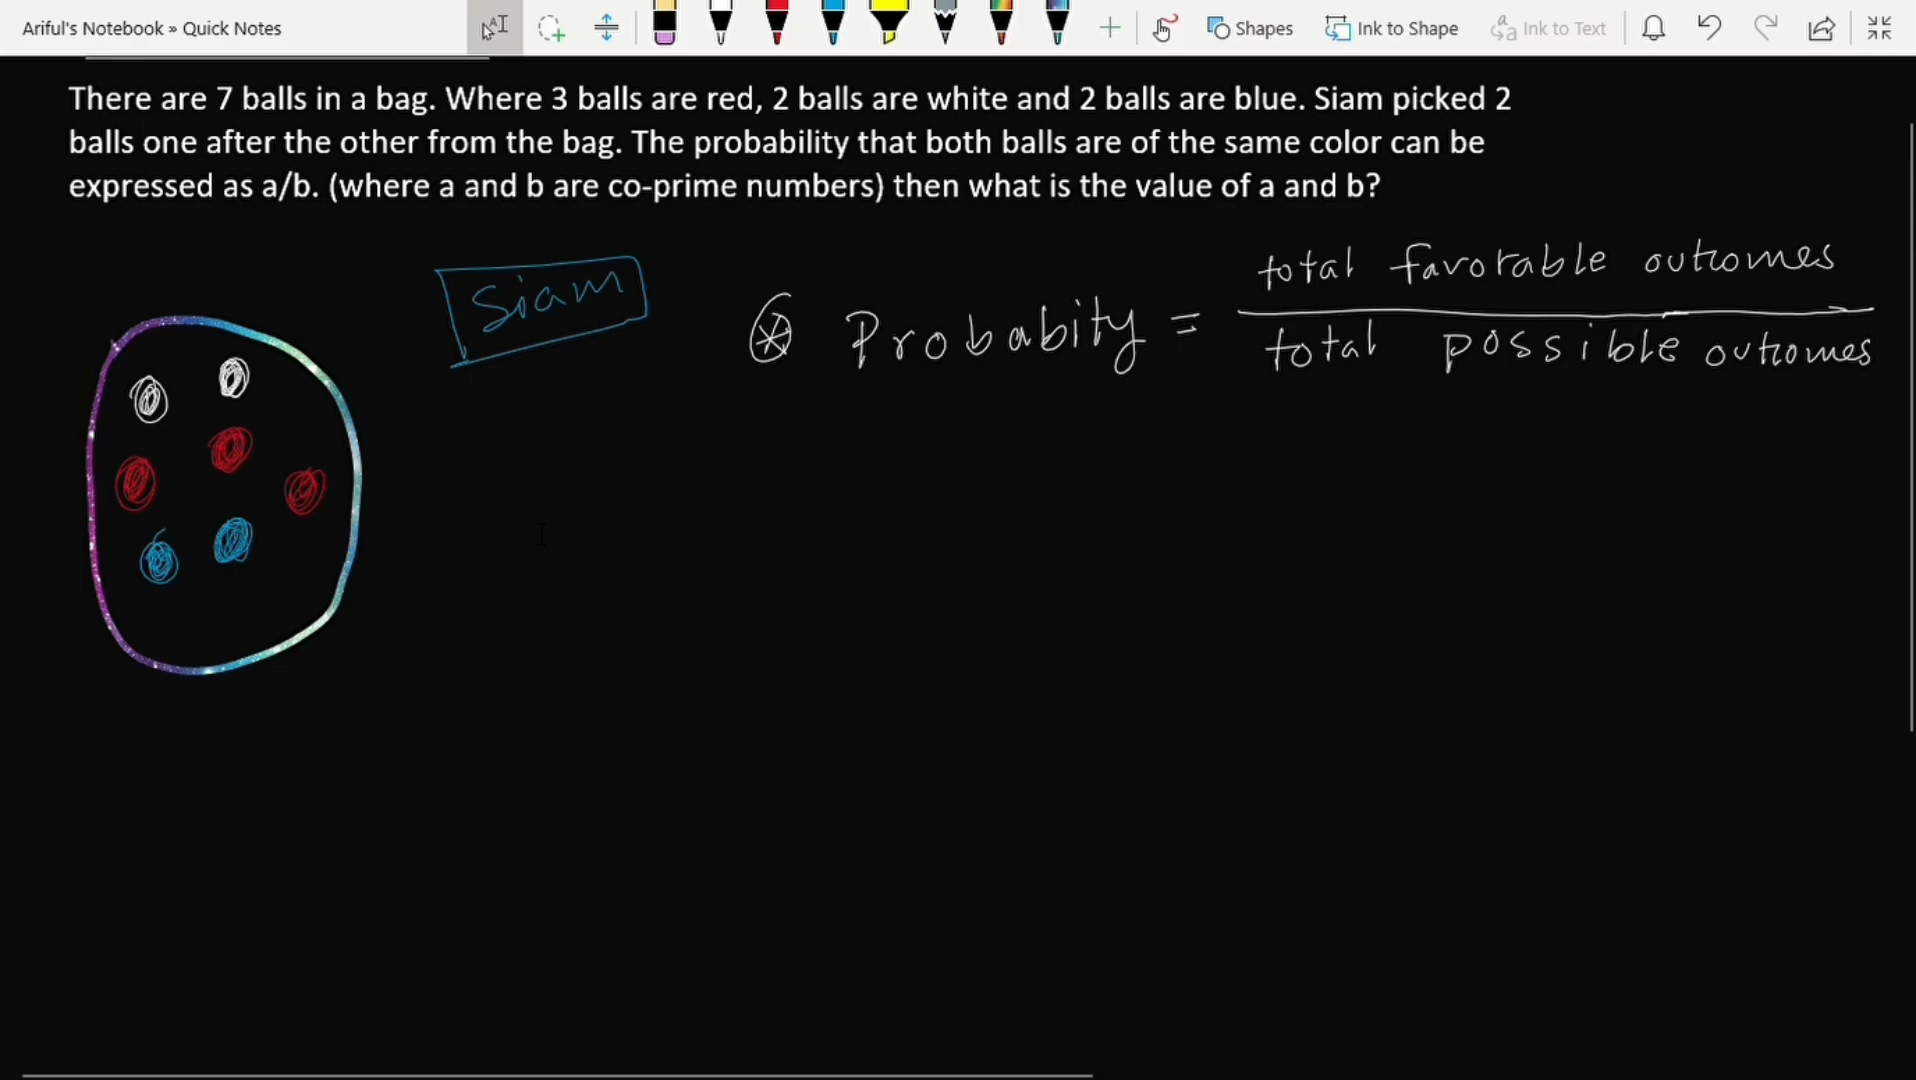 Ariful's Notebook » Quick Notes
Shapes
Ink to Shape
Ink to Text
There are 7 balls in a bag. Where 3 balls are red, 2 balls are white and 2 balls are blue. Siam picked 2
balls one after the other from the bag. The probability that both balls are of the same color can be
expressed as a/b. (where a and b are co-prime numbers) then what is the value of a and b?
Siam
total favorable outcomes
Probabity =
total possible outcomes